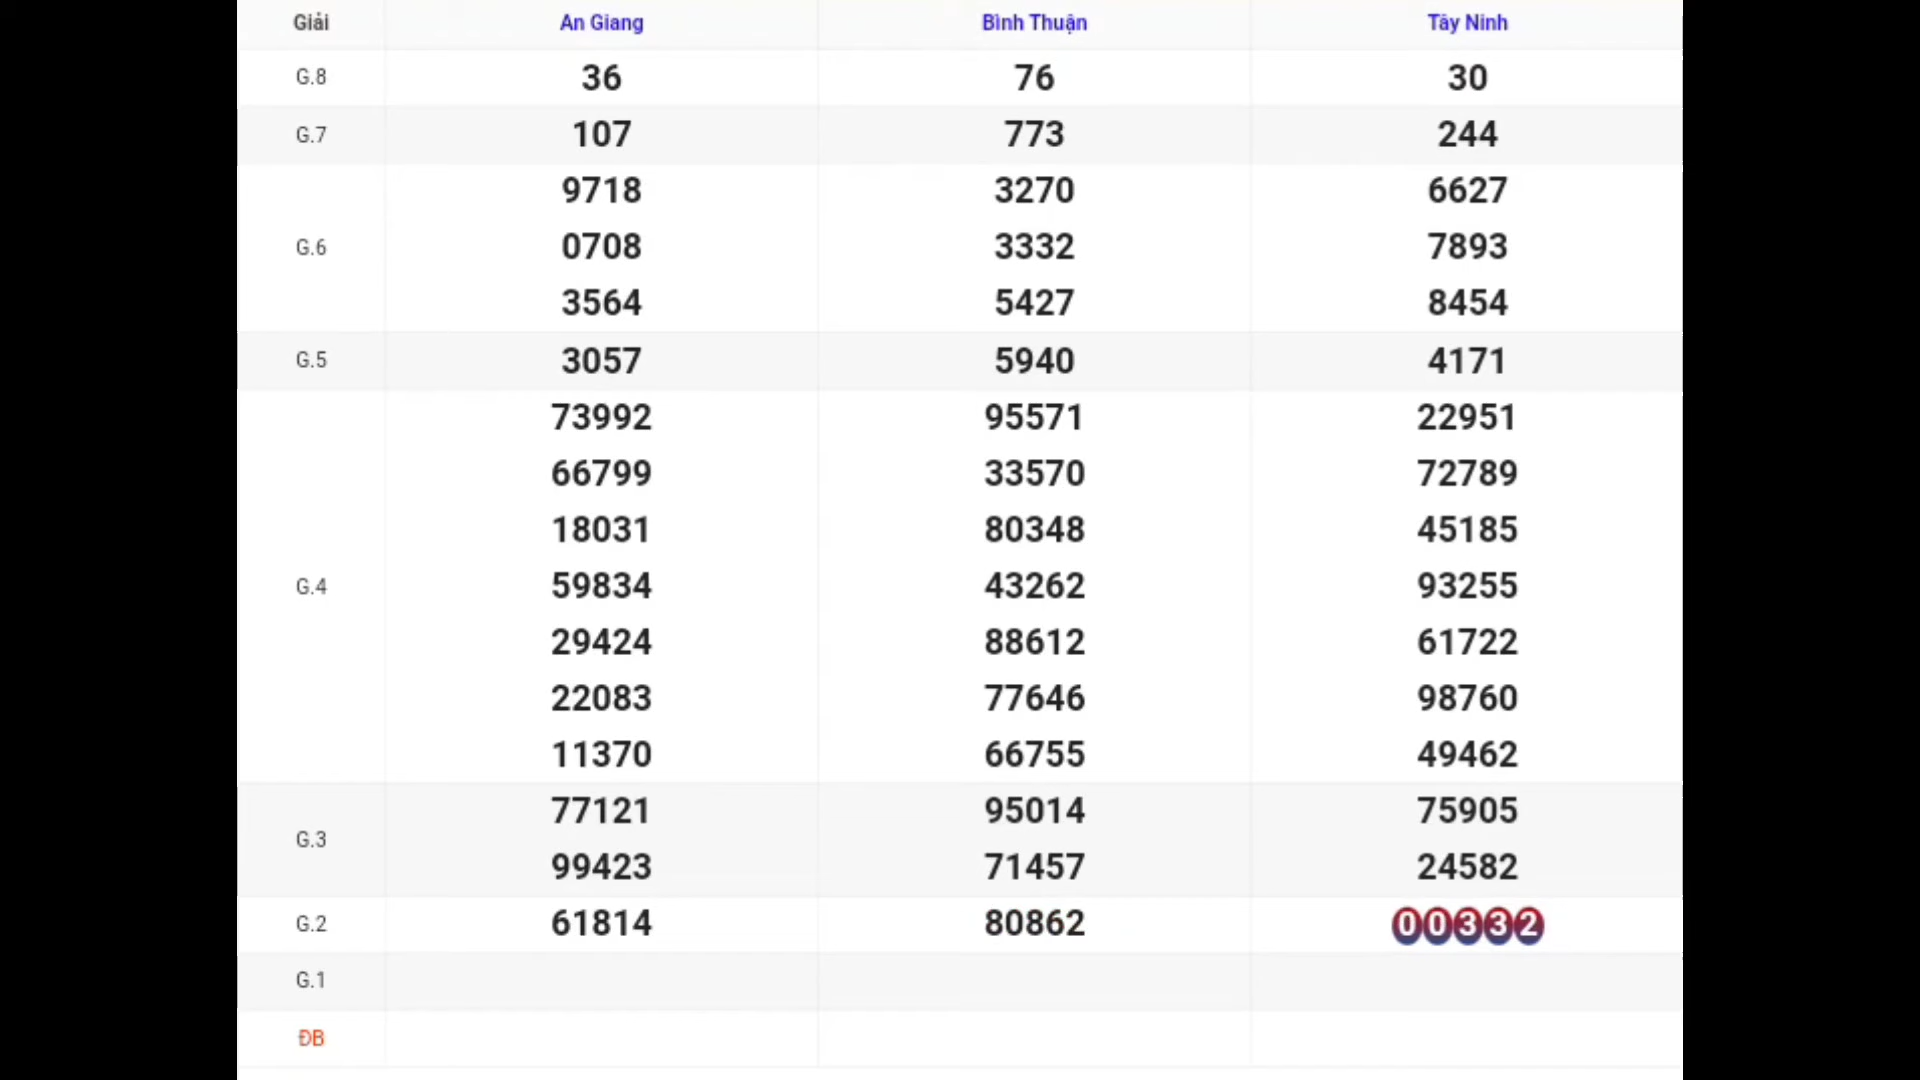 Giải An Giang Bình Thuận Tây Ninh
G.8 36 76 30
G.7 107 773 244
9718 3270 6627
G.6 0708 3332 7893
3564 5427 8454
G.5 3057 5940 4171
73992 95571 22951
66799 33570 72789
18031 80348 45185
G.4 59834 43262 93255
29424 88612 61722
22083 77646 98760
11370 66755 49462
77121 95014 75905
G.3
99423 71457 24582
G.2 61814 80862 00332
G.1
ĐB